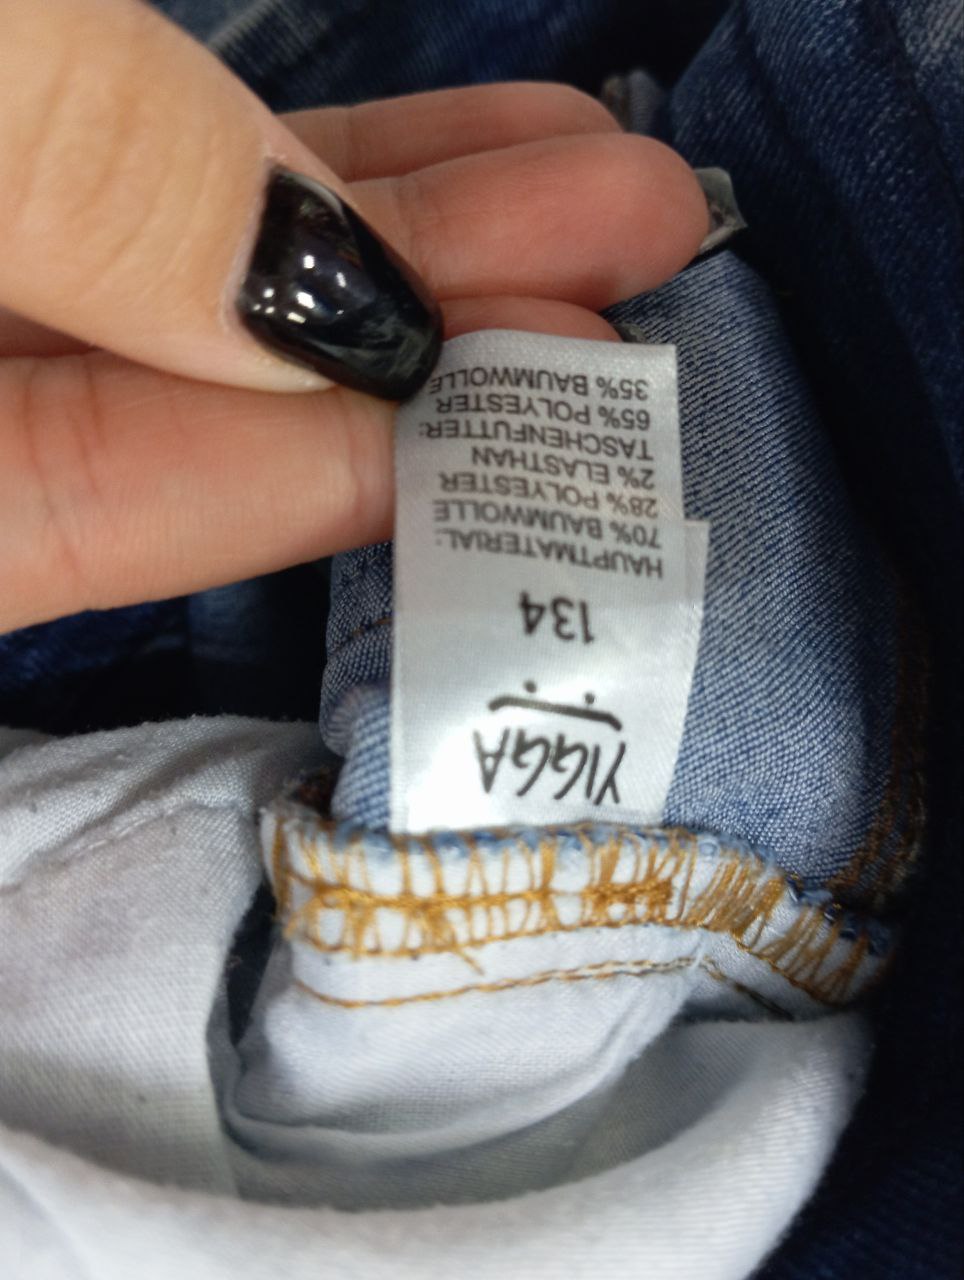 YIGGA
134
HAUPTMATERIAL:
70% BAUMWOLLE
28% POLYESTER
2% ELASTHAN
TASCHENFUTTER:
65% POLYESTER
35% BAUMWOLLE